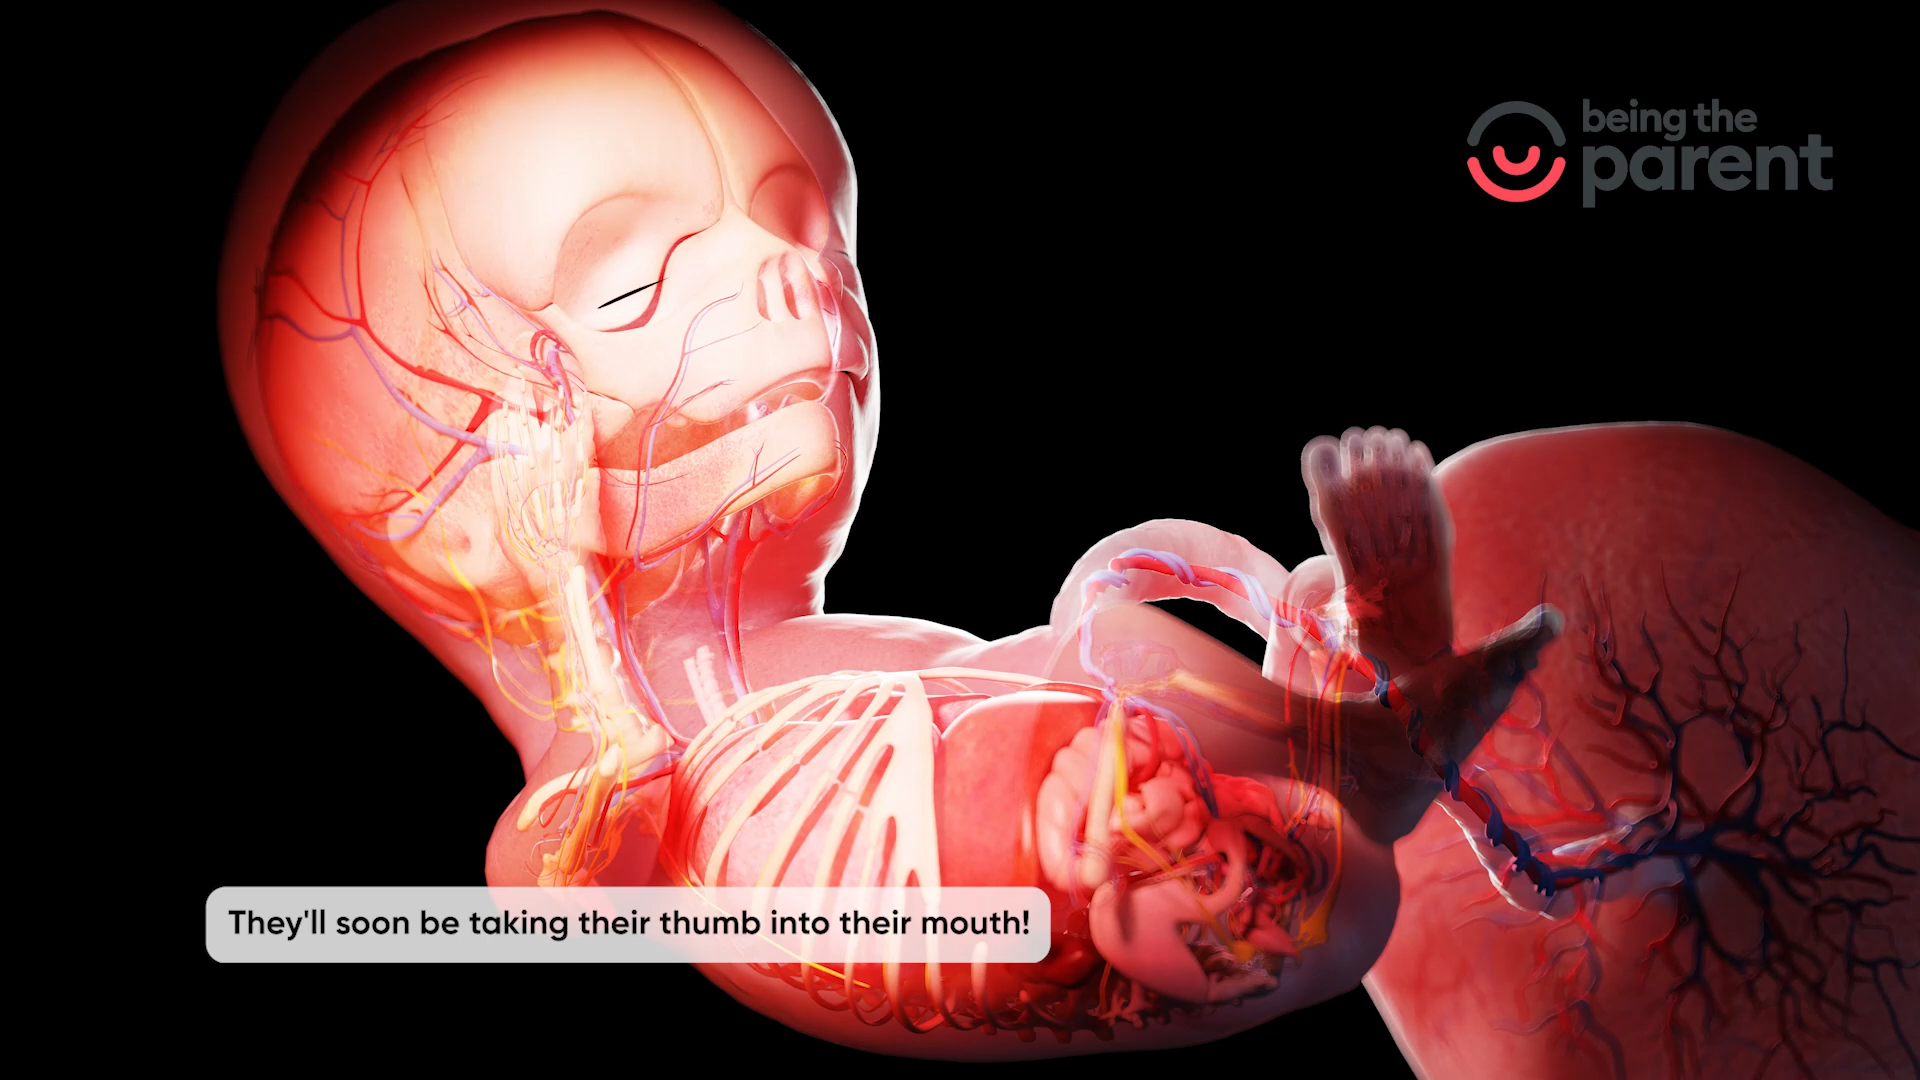 being the
parent
They'll soon be taking their thumb into their mouth!